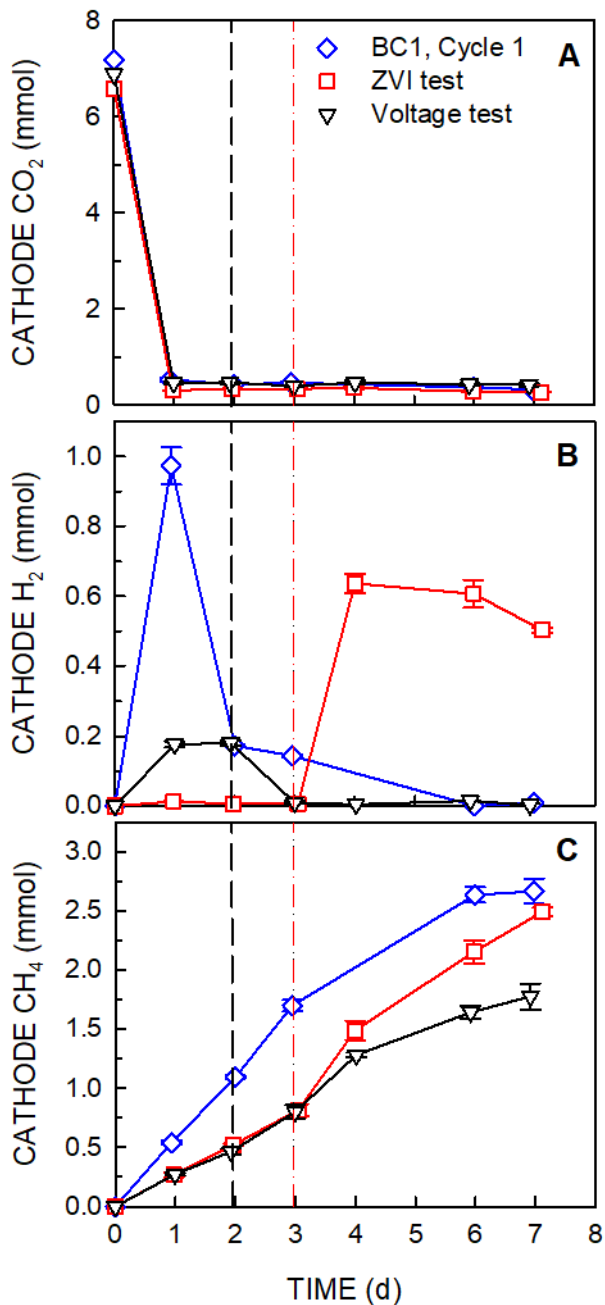 8
6
4
2
0
CATHODE CO₂ (mmol)
BC1, Cycle 1
ZVI test
Voltage test
A
1.0
0.8
0.6
0.4
0.2
0.0
CATHODE H₂ (mmol)
B
3.0
2.5
2.0
1.5
1.0
0.5
0.0
CATHODE CH₄ (mmol)
C
0 1 2 3 4 5 6 7 8
TIME (d)